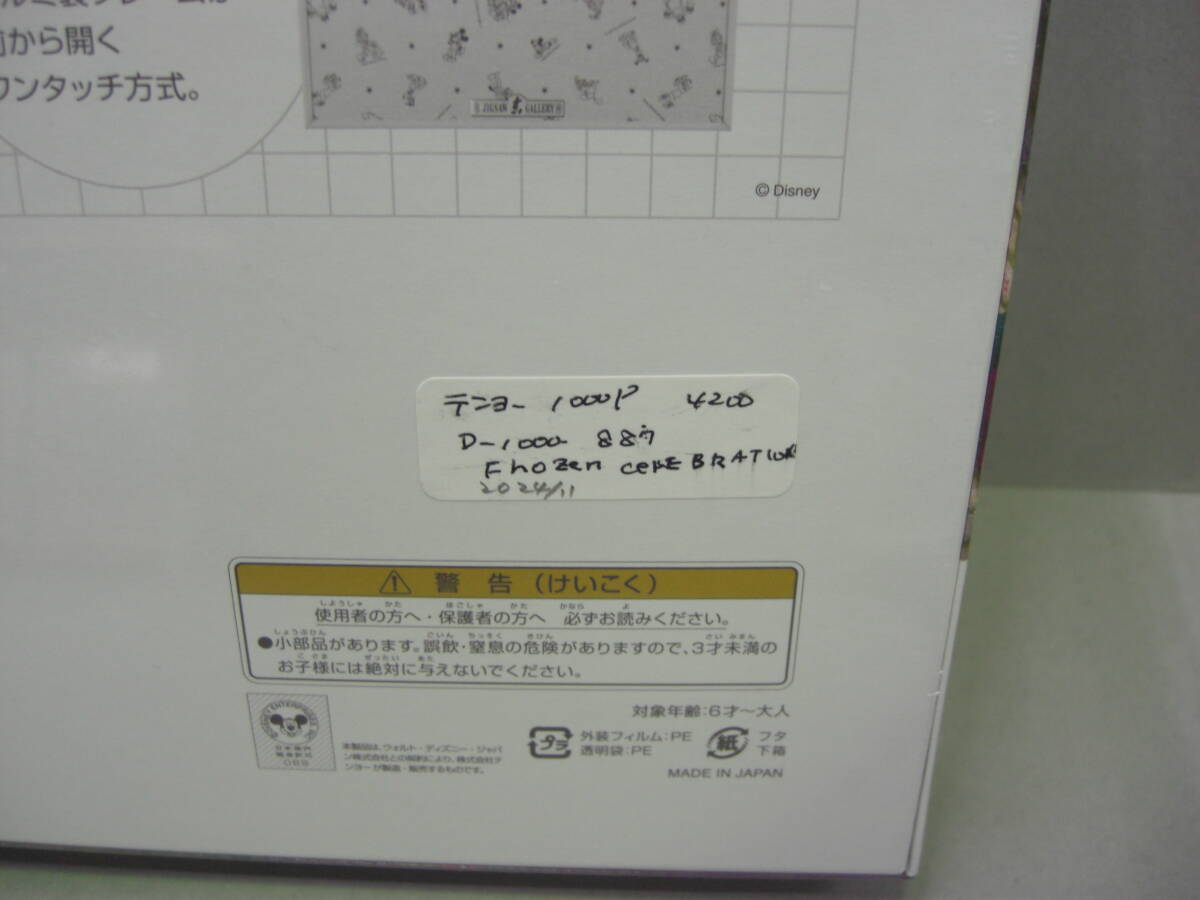 から開く
ワンタッチ方式。
JIGSAW GALLERY
© Disney
テンヨー 1000P 4200
D-1000 887
Frozen CELEBRATION
2024/11
警告(けいこく)
使用者の方へ・保護者の方へ 必ずお読みください。
●小部品があります。誤飲・窒息の危険がありますので、3才未満の
お子様には絶対に与えないでください。
対象年齢:6才〜大人
プラ 外装フィルム:PE
透明袋:PE
紙 フタ
下箱
日本国内
089
本製品は、ウォルト・ディズニー・ジャパ
ン株式会社との契約により、株式会社テ
ンヨーが製造・販売するものです。
MADE IN JAPAN